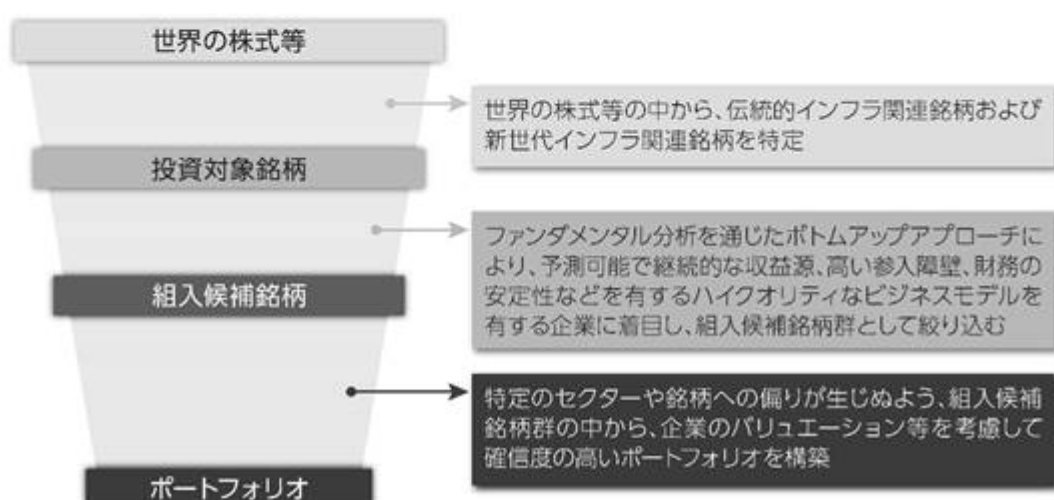 世界の株式等
世界の株式等の中から、伝統的インフラ関連銘柄および
新世代インフラ関連銘柄を特定
投資対象銘柄
ファンダメンタル分析を通じたボトムアップアプローチに
より、予測可能で継続的な収益源、高い参入障壁、財務の
安定性などを有するハイクオリティなビジネスモデルを
有する企業に着目し、組入候補銘柄群として絞り込む
組入候補銘柄
特定のセクターや銘柄への偏りが生じぬよう、組入候補
銘柄群の中から、企業のバリュエーション等を考慮して
確信度の高いポートフォリオを構築
ポートフォリオ